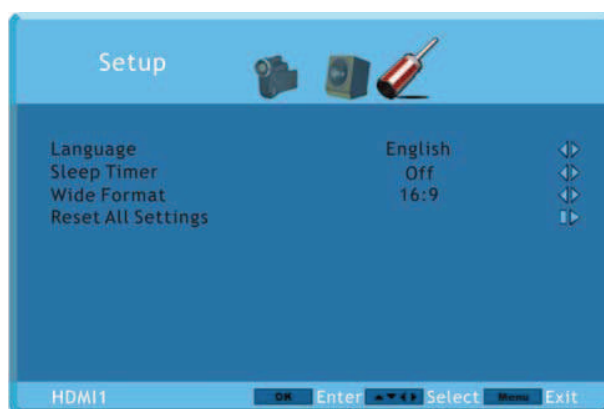 Setup
Language English
Sleep Timer Off
Wide Format 16:9
Reset All Settings
HDMI1 OK Enter Select Menu Exit